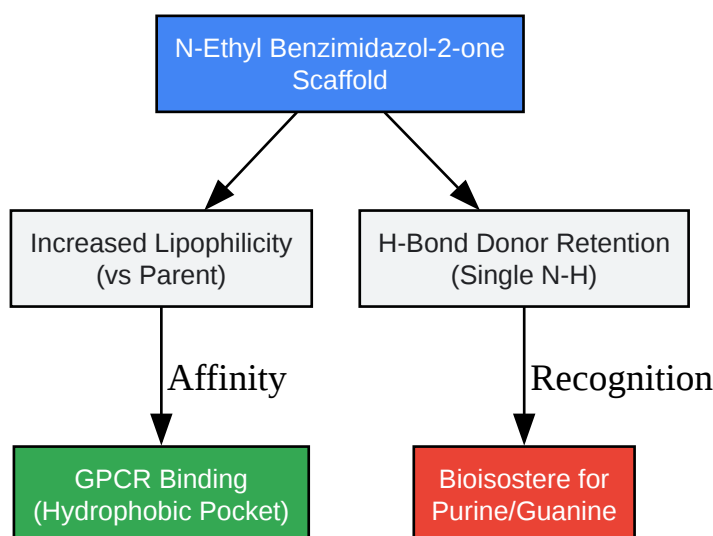 N-Ethyl Benzimidazol-2-one
Scaffold
Increased Lipophilicity
(vs Parent)
H-Bond Donor Retention
(Single N-H)
Affinity
Recognition
GPCR Binding
(Hydrophobic Pocket)
Bioisostere for
Purine/Guanine